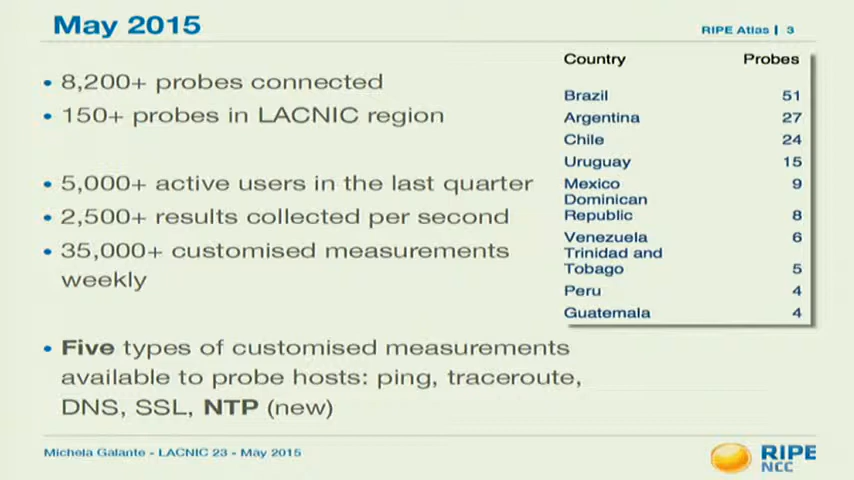 May 2015
RIPE Atlas | 3
• 8,200+ probes connected
• 150+ probes in LACNIC region
• 5,000+ active users in the last quarter
• 2,500+ results collected per second
• 35,000+ customised measurements
weekly
• Five types of customised measurements
available to probe hosts: ping, traceroute,
DNS, SSL, NTP (new)
Country Probes
Brazil 51
Argentina 27
Chile 24
Uruguay 15
Mexico 9
Dominican
Republic 8
Venezuela 6
Trinidad and
Tobago 5
Peru 4
Guatemala 4
Michela Galante - LACNIC 23 - May 2015
RIPE
NCC